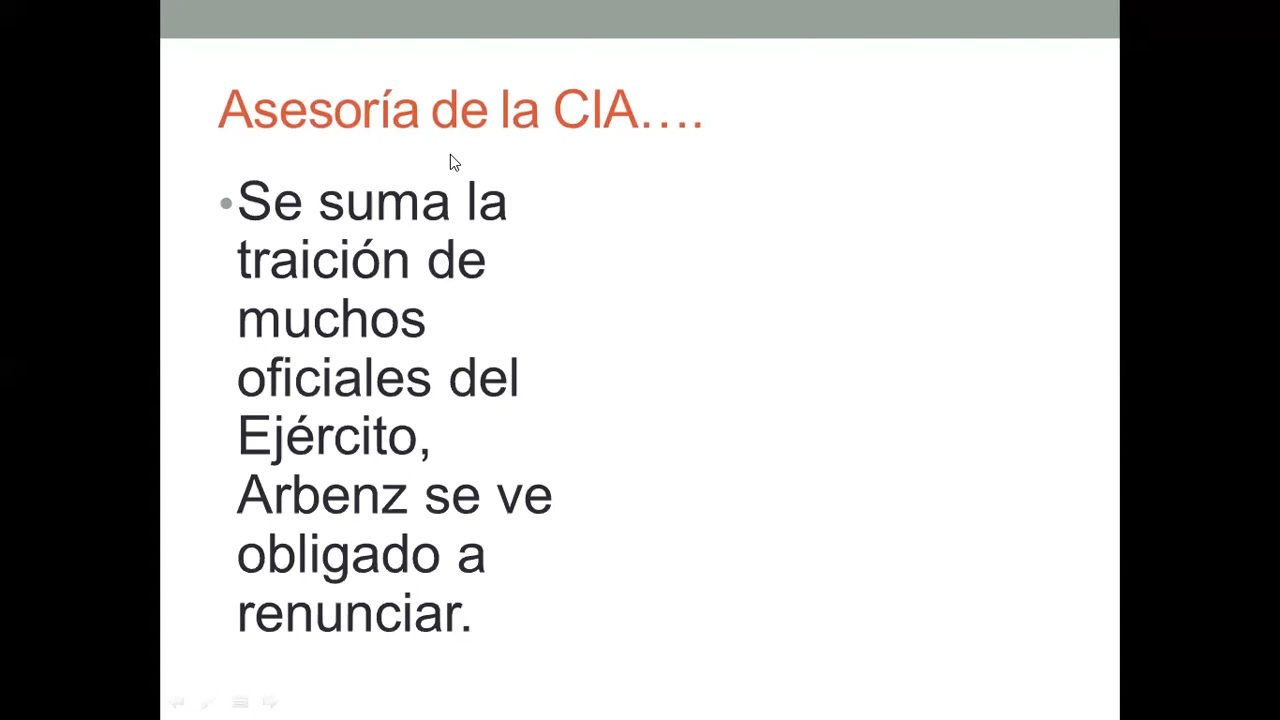 Asesoría de la CIA….
•Se suma la
traición de
muchos
oficiales del
Ejército,
Arbenz se ve
obligado a
renunciar.